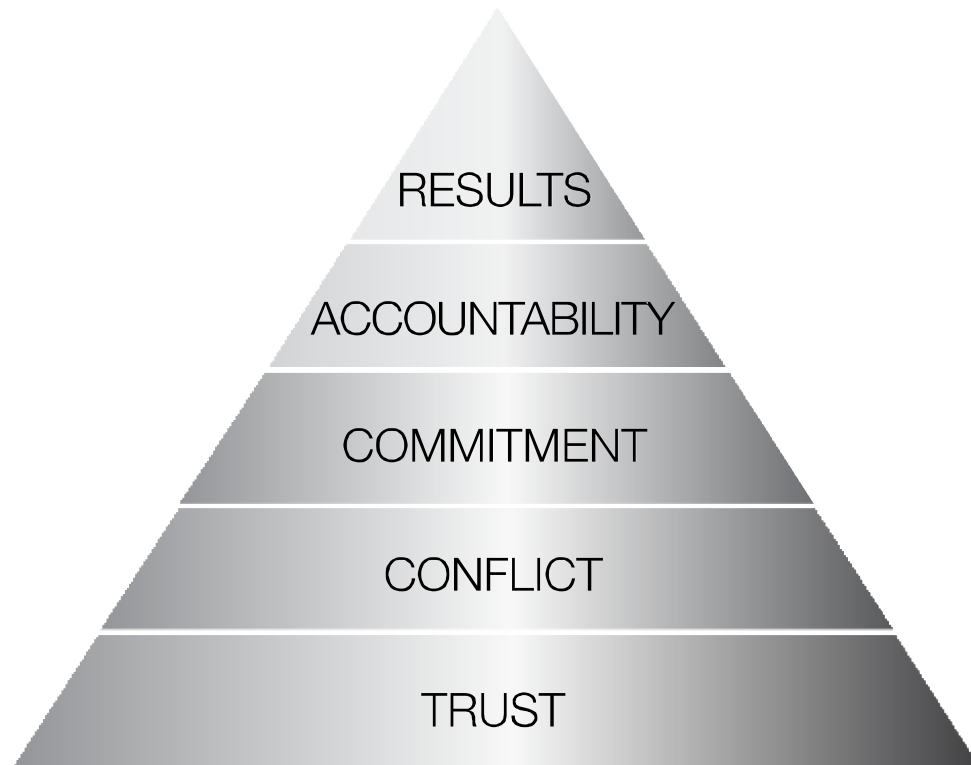 RESULTS
ACCOUNTABILITY
COMMITMENT
CONFLICT
TRUST